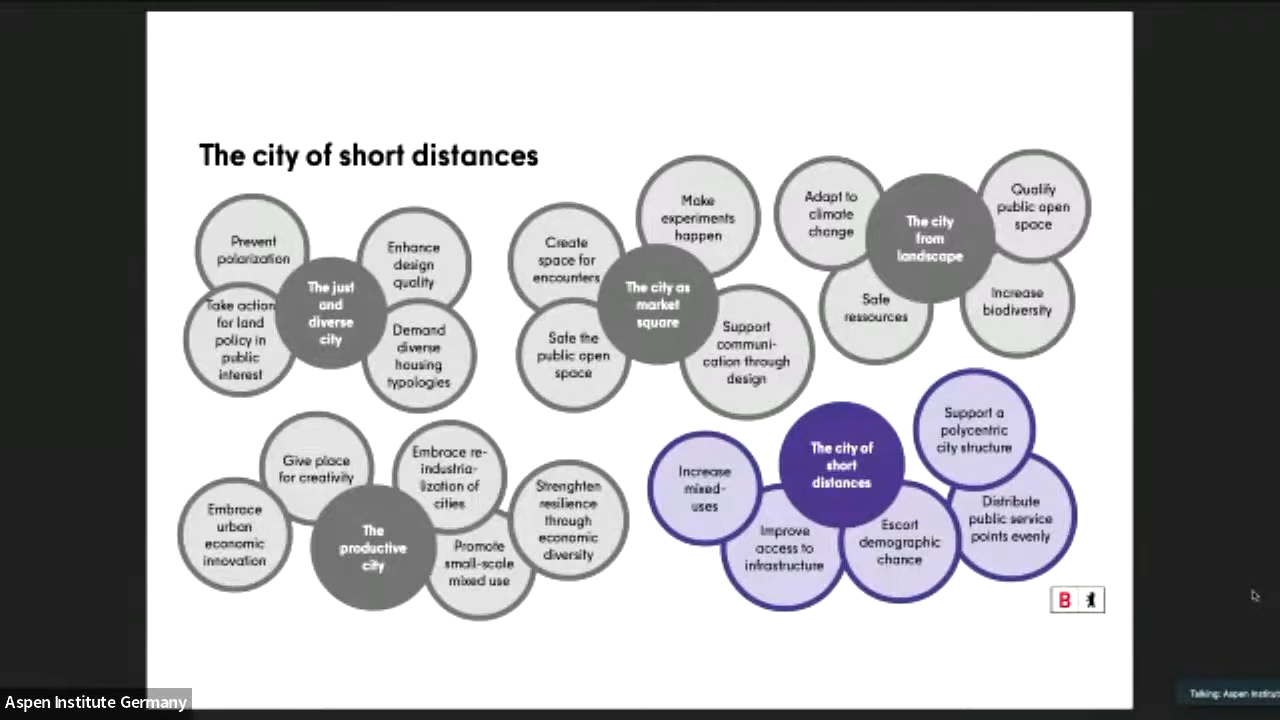 The city of short distances
Prevent
polarization
Enhance
design
quality
The just
and
diverse
city
Take action
for land
policy in
public
interest
Demand
diverse
housing
typologies
Create
space for
encounters
Make
experiments
happen
The city as
market
square
Safe the
public open
space
Support
communi-
cation through
design
Adapt to
climate
change
The city
from
landscape
Qualify
public open
space
Safe
ressources
Increase
biodiversity
Give place
for creativity
Embrace re-
industria-
lization of
cities
Embrace
urban
economic
innovation
The
productive
city
Promote
small-scale
mixed use
Strenghten
resilience
through
economic
diversity
Increase
mixed-
uses
The city of
short
distances
Support a
polycentric
city structure
Improve
access to
infrastructure
Escort
demographic
chance
Distribute
public service
points evenly
B
Aspen Institute Germany
Talking: Aspen